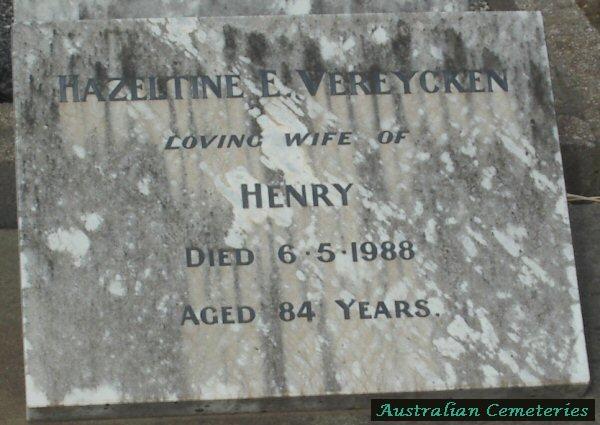 HAZELTINE E. VEREYCKEN
LOVING WIFE OF
HENRY
DIED 6·5·1988
AGED 84 YEARS.
Australian Cemeteries